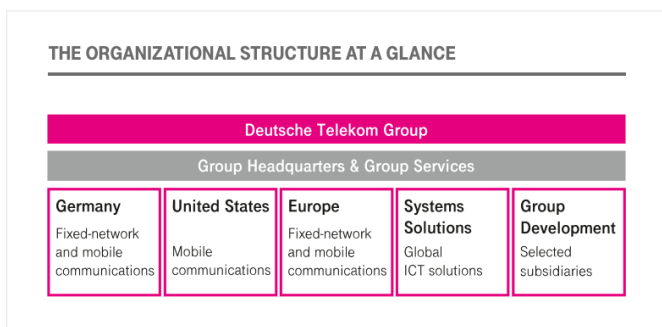 THE ORGANIZATIONAL STRUCTURE AT A GLANCE
Deutsche Telekom Group
Group Headquarters & Group Services
Germany
Fixed-network
and mobile
communications
United States
Mobile
communications
Europe
Fixed-network
and mobile
communications
Systems
Solutions
Global
ICT solutions
Group
Development
Selected
subsidiaries